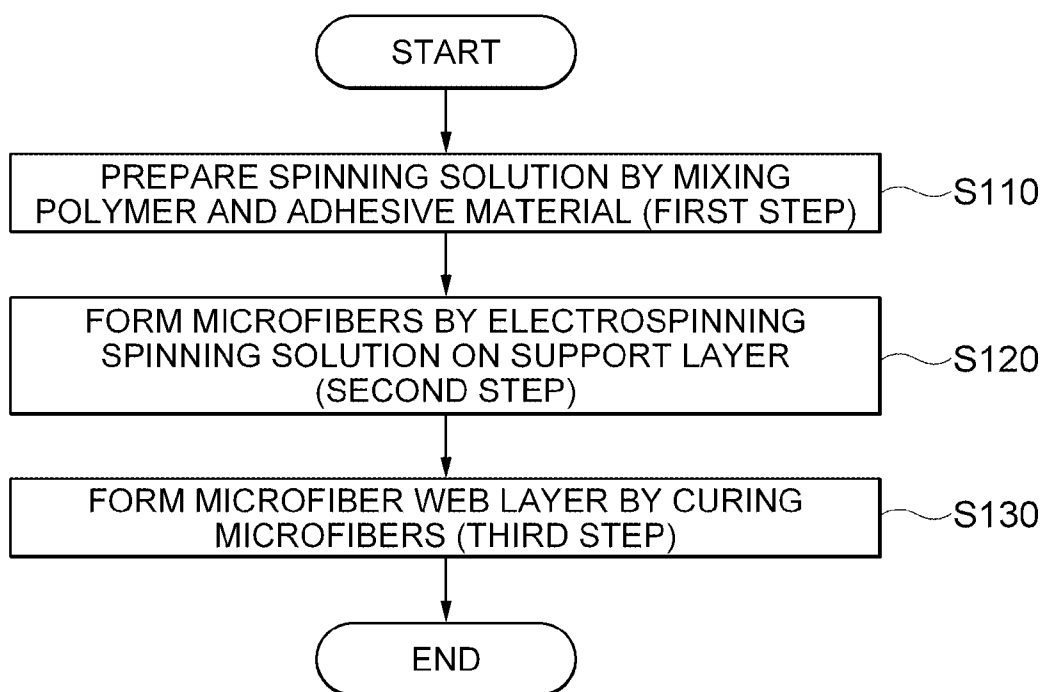 START
PREPARE SPINNING SOLUTION BY MIXING
POLYMER AND ADHESIVE MATERIAL (FIRST STEP)
S110
FORM MICROFIBERS BY ELECTROSPINNING
SPINNING SOLUTION ON SUPPORT LAYER
(SECOND STEP)
S120
FORM MICROFIBER WEB LAYER BY CURING
MICROFIBERS (THIRD STEP)
S130
END